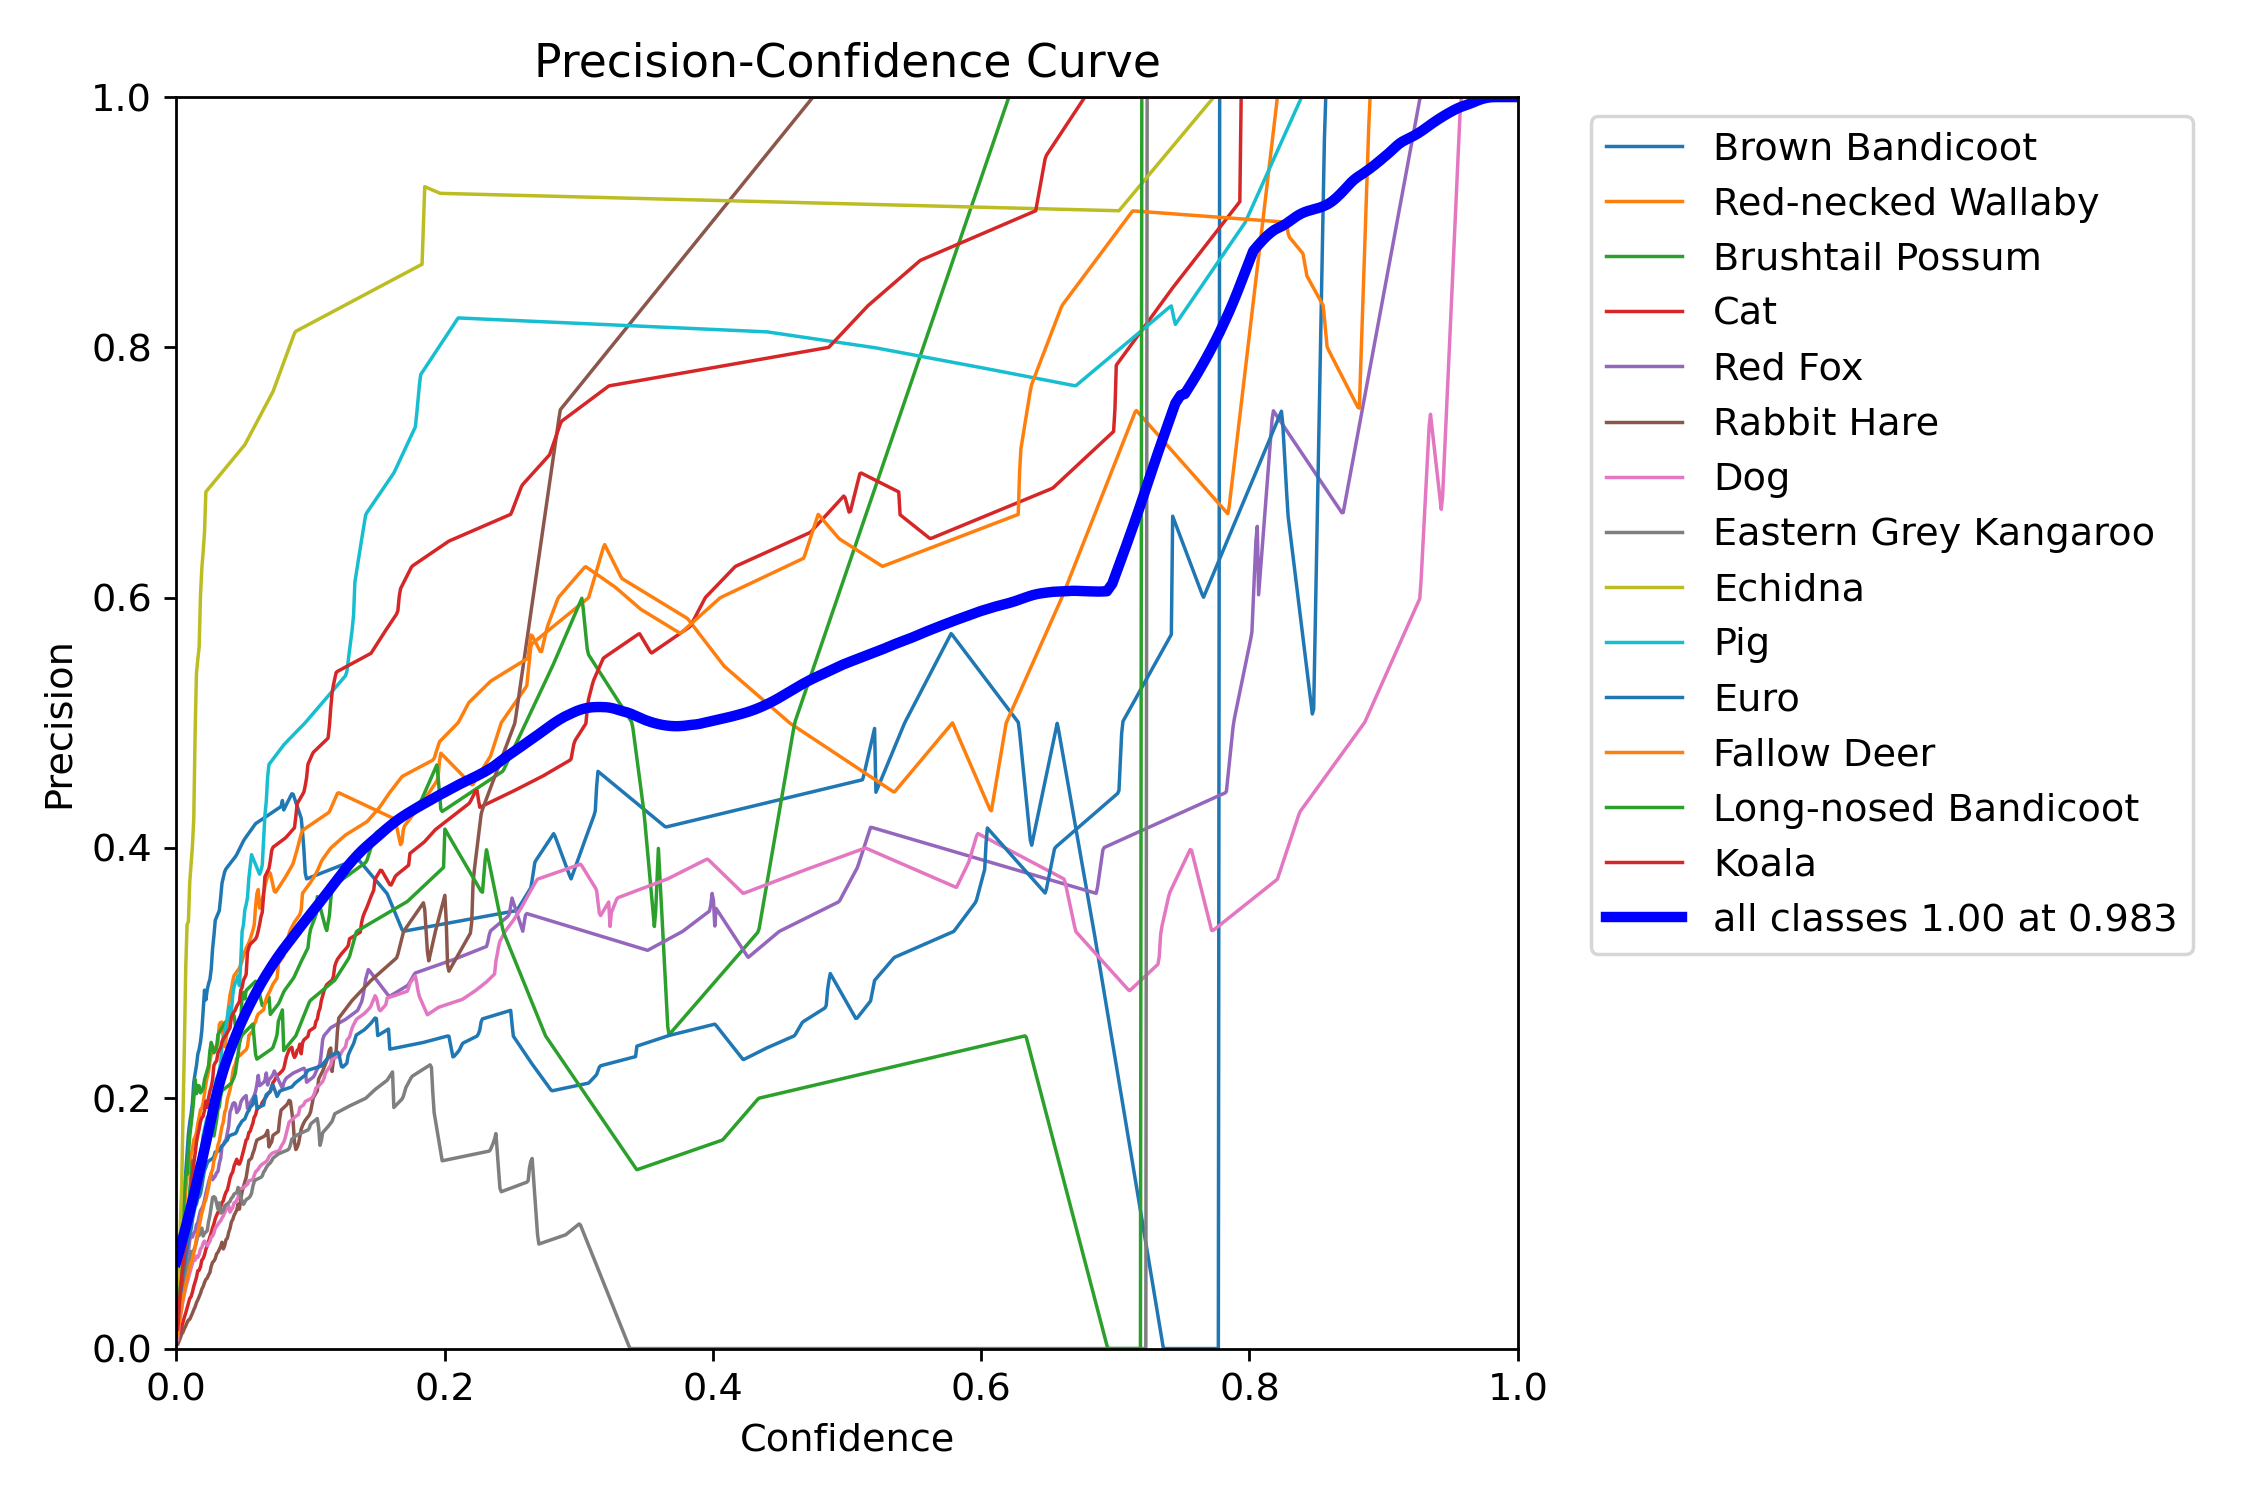 Precision-Confidence Curve
1.0
0.8
0.6
0.4
0.2
0.0
Precision
0.0 0.2 0.4 0.6 0.8 1.0
Confidence
Brown Bandicoot
Red-necked Wallaby
Brushtail Possum
Cat
Red Fox
Rabbit Hare
Dog
Eastern Grey Kangaroo
Echidna
Pig
Euro
Fallow Deer
Long-nosed Bandicoot
Koala
all classes 1.00 at 0.983